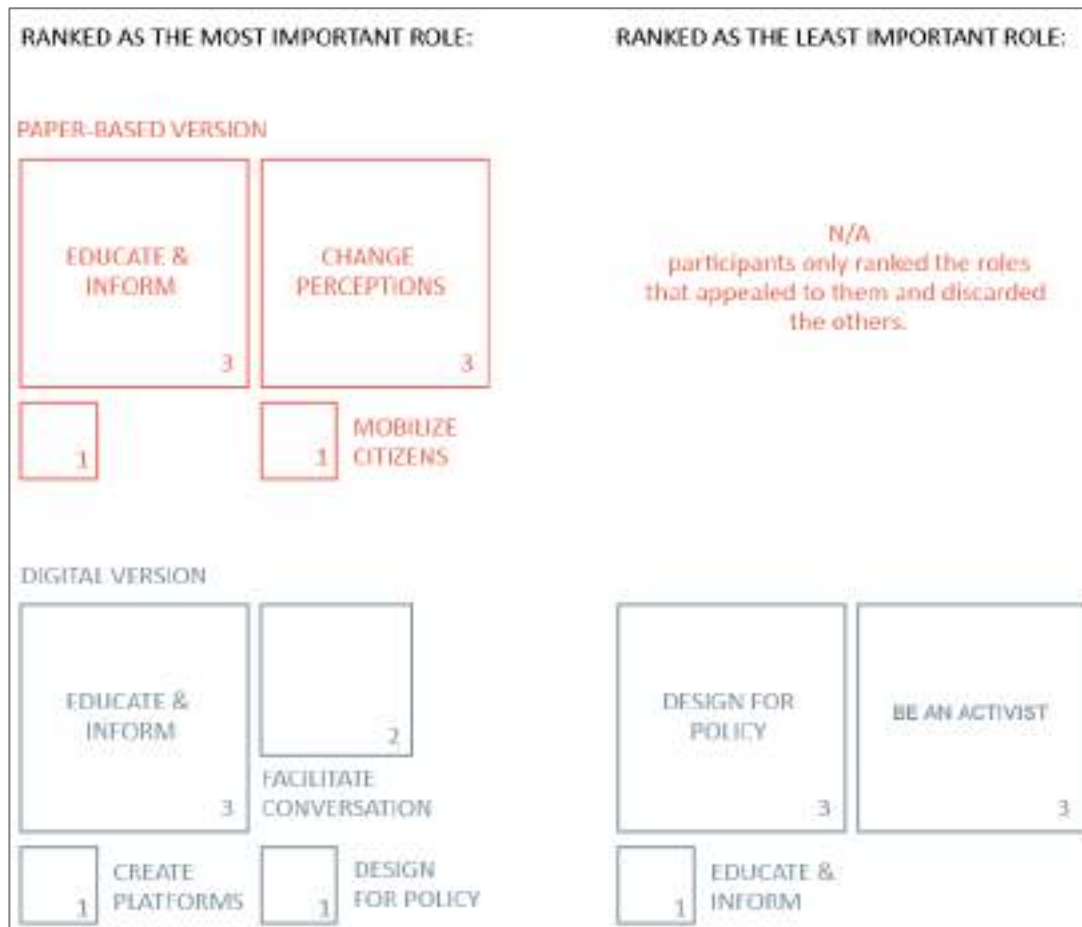 RANKED AS THE MOST IMPORTANT ROLE:
RANKED AS THE LEAST IMPORTANT ROLE:
PAPER-BASED VERSION
EDUCATE &
INFORM
3
CHANGE
PERCEPTIONS
3
N/A
participants only ranked the roles
that appealed to them and discarded
the others.
1
1
MOBILIZE
CITIZENS
DIGITAL VERSION
EDUCATE &
INFORM
3
2
FACILITATE
CONVERSATION
DESIGN FOR
POLICY
3
BE AN ACTIVIST
3
1
CREATE
PLATFORMS
1
DESIGN
FOR POLICY
1
EDUCATE &
INFORM